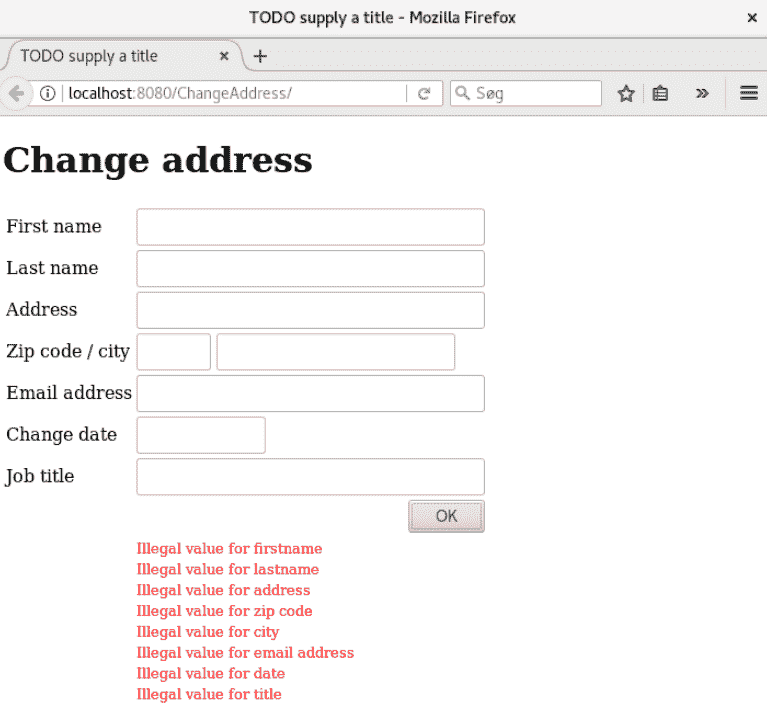 TODO supply a title - Mozilla Firefox ×
TODO supply a title × +
localhost:8080/ChangeAddress/ Søg
Change address
First name
Last name
Address
Zip code / city
Email address
Change date
Job title
OK
Illegal value for firstname
Illegal value for lastname
Illegal value for address
Illegal value for zip code
Illegal value for city
Illegal value for email address
Illegal value for date
Illegal value for title